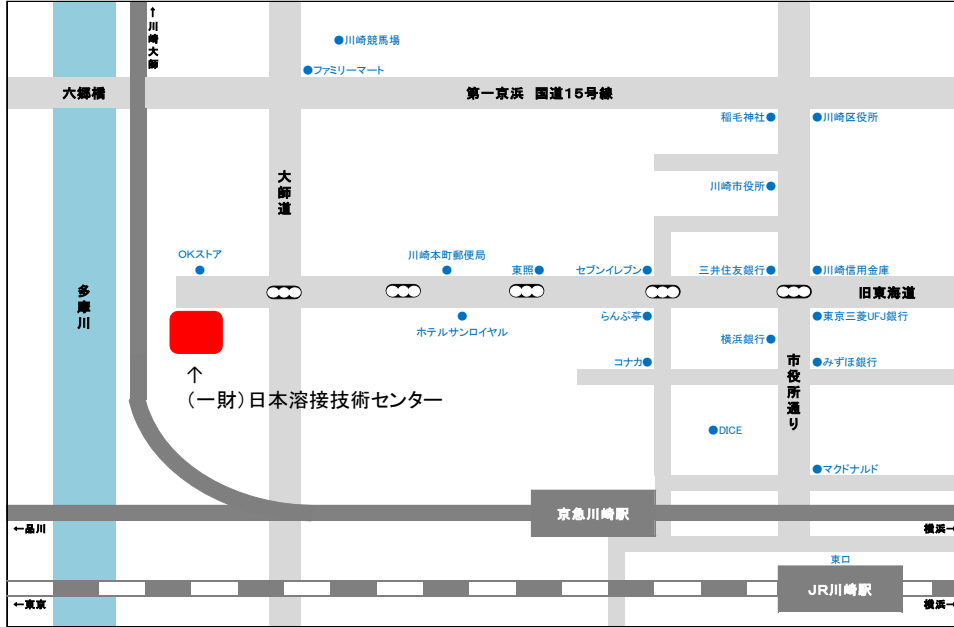 ↑川崎大師
川崎競馬場
ファミリーマート
六郷橋
第一京浜 国道15号線
稲毛神社
川崎区役所
大師道
川崎市役所
OKストア
川崎本町郵便局
東照
セブンイレブン
三井住友銀行
川崎信用金庫
多摩川
旧東海道
ホテルサンロイヤル
らんぷ亭
東京三菱UFJ銀行
横浜銀行
コナカ
みずほ銀行
市役所通り
↑
(一財)日本溶接技術センター
DICE
マクドナルド
京急川崎駅
←品川
横浜→
東口
JR川崎駅
←東京
横浜→